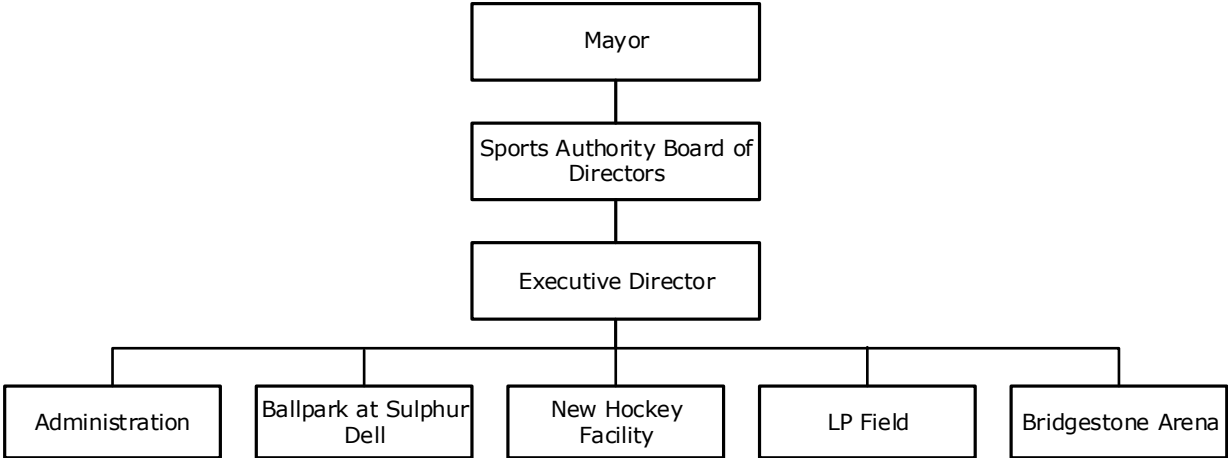 Mayor
Sports Authority Board of
Directors
Executive Director
Administration
Ballpark at Sulphur
Dell
New Hockey
Facility
LP Field
Bridgestone Arena